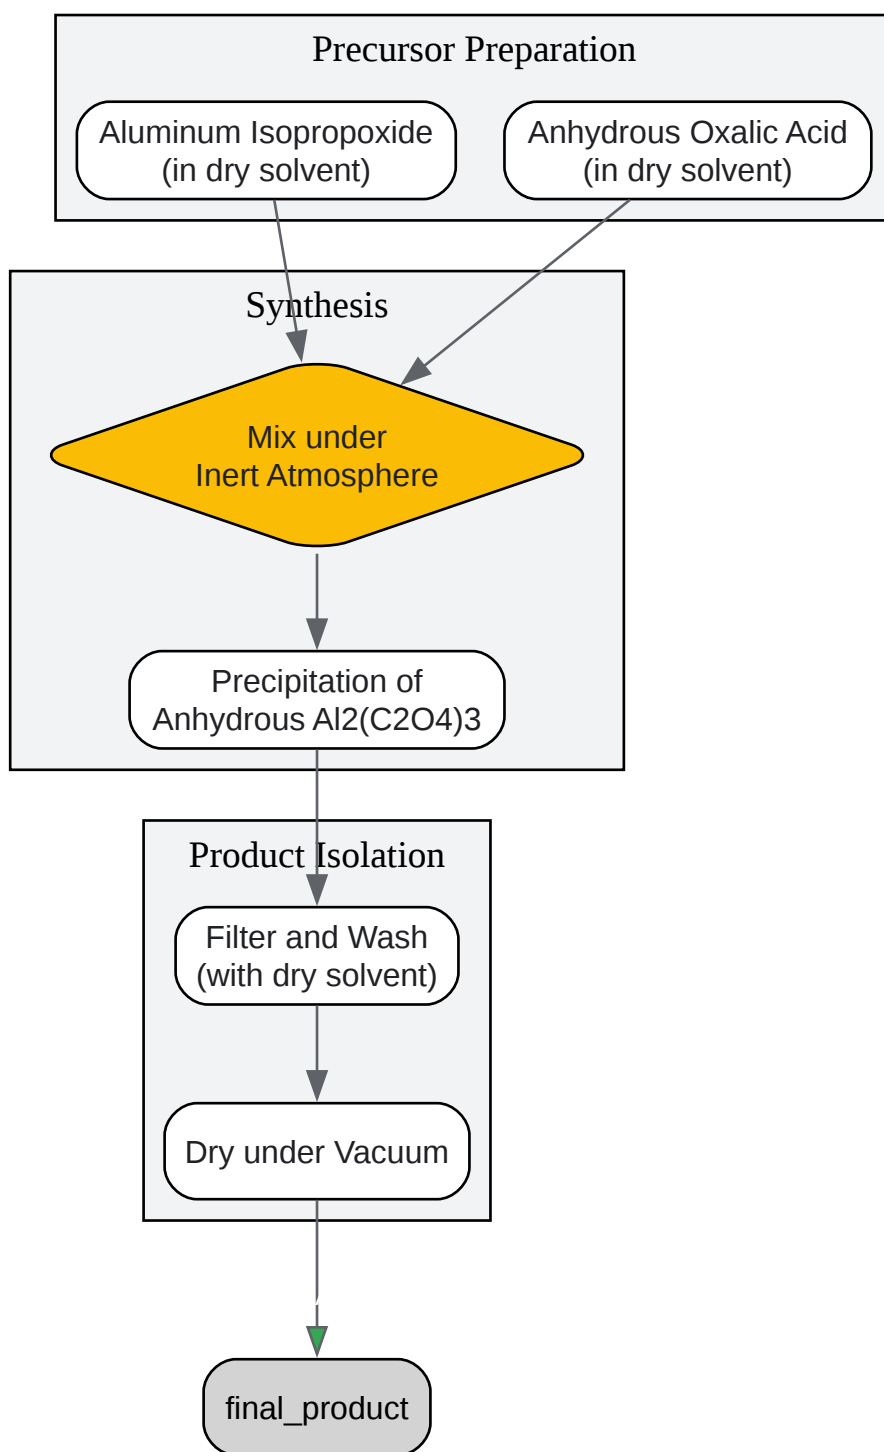 Precursor Preparation
Aluminum Isopropoxide
(in dry solvent)
Anhydrous Oxalic Acid
(in dry solvent)
Synthesis
Mix under
Inert Atmosphere
Precipitation of
Anhydrous Al2(C2O4)3
Product Isolation
Filter and Wash
(with dry solvent)
Dry under Vacuum
final_product